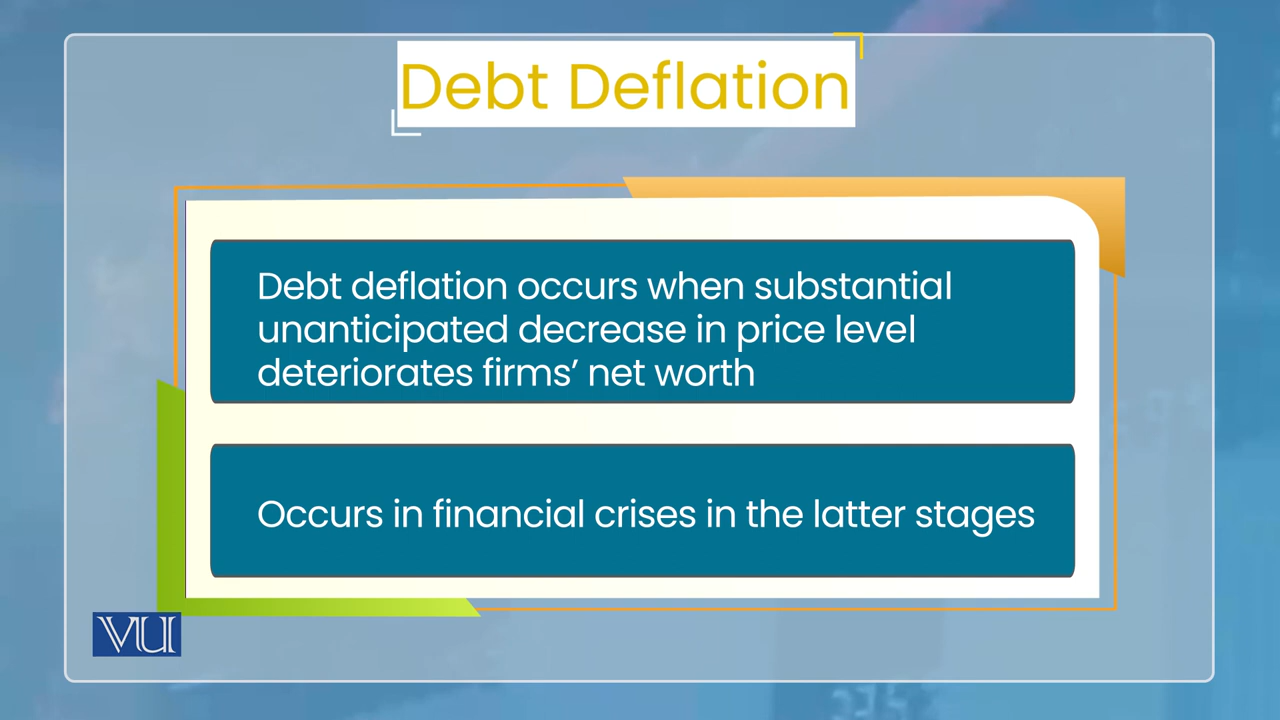 Debt Deflation
Debt deflation occurs when substantial
unanticipated decrease in price level
deteriorates firms’ net worth
Occurs in financial crises in the latter stages
VU